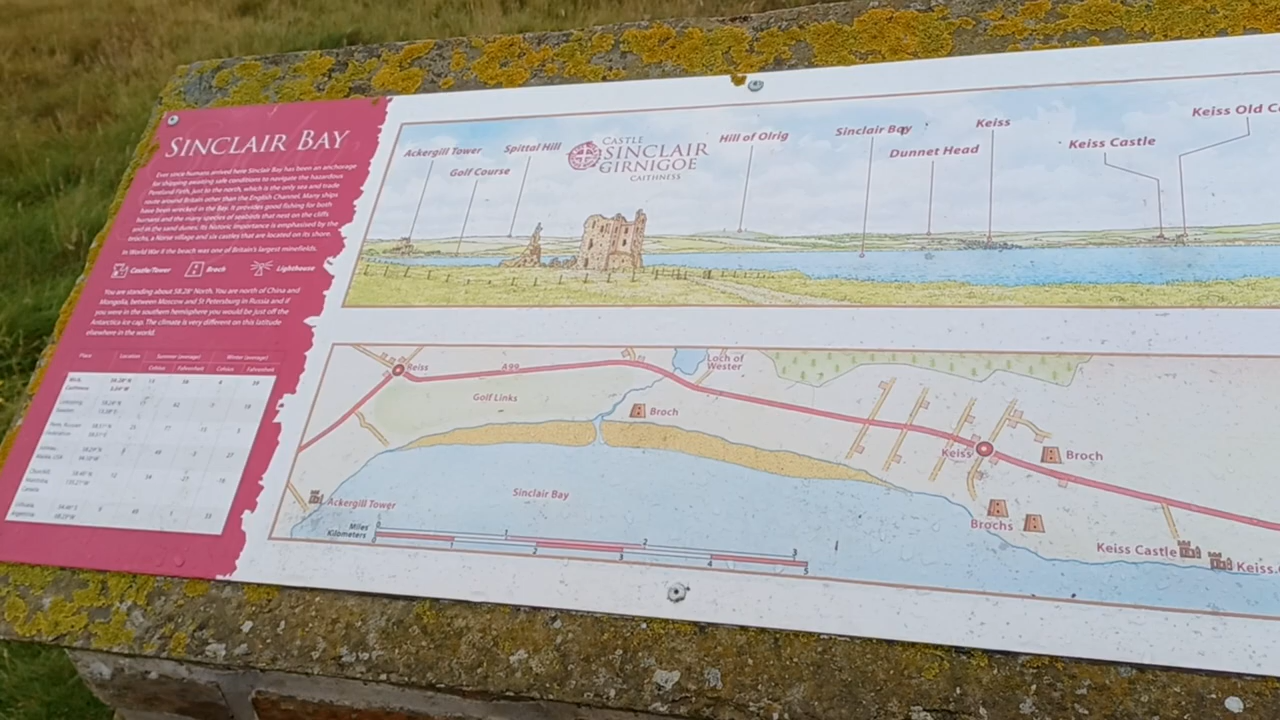 SINCLAIR BAY
Ever since humans arrived here Sinclair Bay has been an anchorage
for shipping awaiting safe conditions to navigate the hazardous
Pentland Firth, just to the north, which is the only sea and trade
route around Britain other than the English Channel. Many ships
have been wrecked in the Bay. It provides good fishing for both
humans and the many species of seabirds that nest on the cliffs
and in the sand dunes. Its historic importance is emphasised by the
brochs, a Norse village and six castles that are located on its shore.
In World War II the beach was one of Britain's largest minefields.
Castle/Tower
Broch
Lighthouse
You are standing about 58.28° North. You are north of China and
Mongolia, between Moscow and St Petersburg in Russia and if
you were in the southern hemisphere you would be just off the
Antarctica ice cap. The climate is very different on this latitude
elsewhere in the world.
Place Location Summer (average) Winter (average)
Celsius Fahrenheit Celsius Fahrenheit
Wick,
Caithness
Sweden
Churchill,
Manitoba,
Canada
Argentina
Ackergill Tower
Golf Course
Spittal Hill
CASTLE
SINCLAIR
GIRNIGOE
CAITHNESS
Hill of Olrig
Sinclair Bay
Dunnet Head
Keiss
Keiss Castle
Keiss Old
Reiss
A99
Loch of
Wester
Golf Links
Broch
Keiss
Broch
Sinclair Bay
Ackergill Tower
Brochs
Keiss Castle
Keiss
Miles
Kilometers
0 1 2 3
1 2 3 4 5